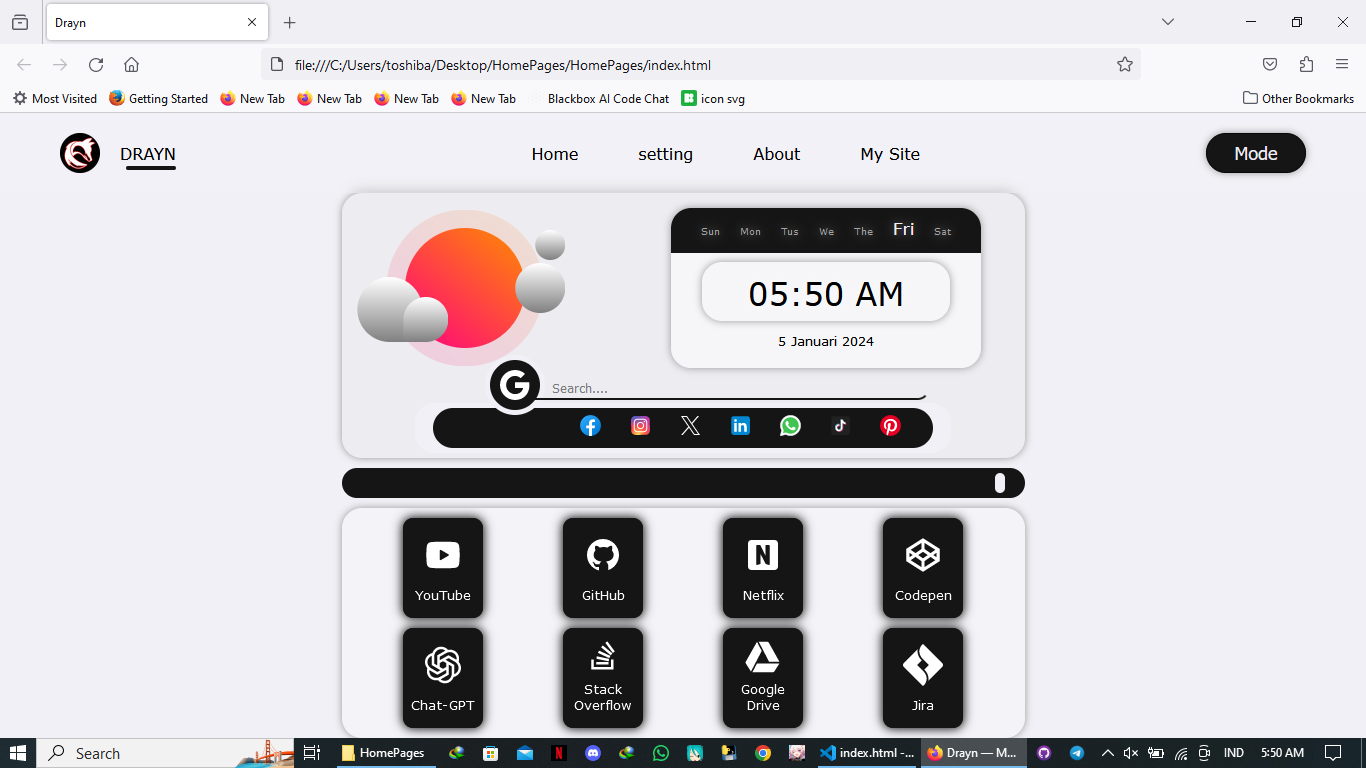 Drayn
file:///C:/Users/toshiba/Desktop/HomePages/HomePages/index.html
Most Visited Getting Started New Tab New Tab New Tab New Tab Blackbox AI Code Chat icon svg Other Bookmarks
DRAYN Home setting About My Site Mode
Sun Mon Tus We The Fri Sat
05:50 AM
5 Januari 2024
Search....
YouTube GitHub Netflix Codepen
Chat-GPT Stack Overflow Google Drive Jira
Search HomePages index.html -... Drayn — M... IND 5:50 AM